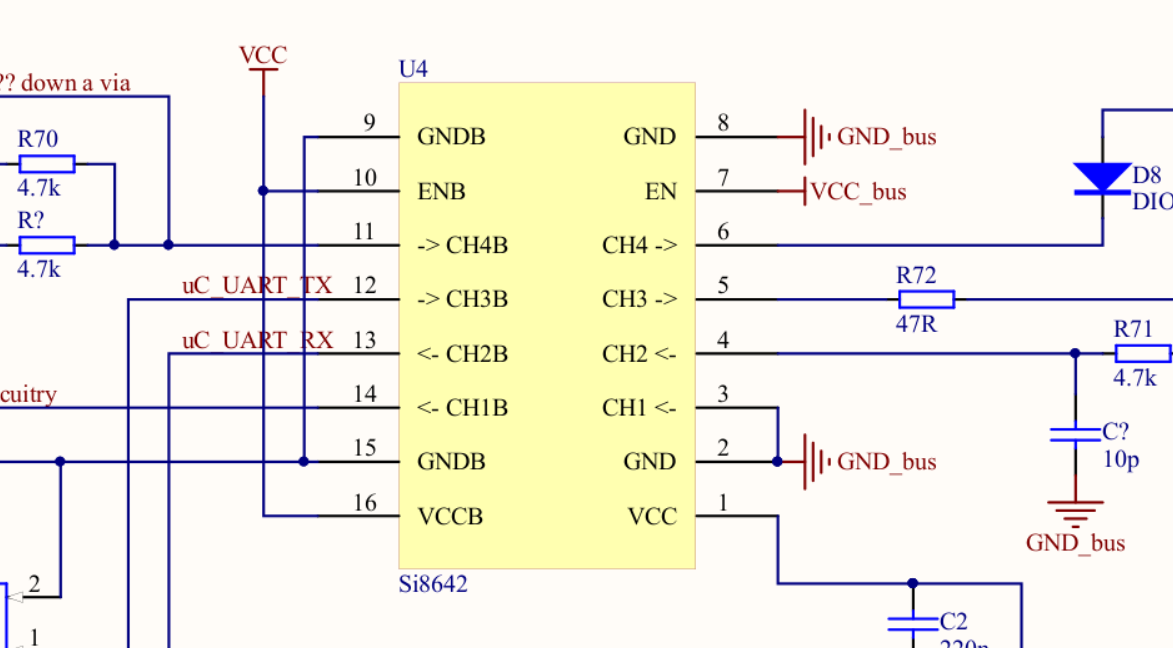 VCC
U4
?? down a via
9 GNDB GND 8 GND_bus
R70
4.7k
10 ENB EN 7 VCC_bus
D8
R?
4.7k
11 -> CH4B CH4 -> 6
uC_UART_TX 12 -> CH3B CH3 -> 5
R72
47R
uC_UART_RX 13 <- CH2B CH2 <- 4
R71
4.7k
14 <- CH1B CH1 <- 3
C?
10p
15 GNDB GND 2 GND_bus
16 VCCB VCC 1
GND_bus
Si8642
2
C2
1